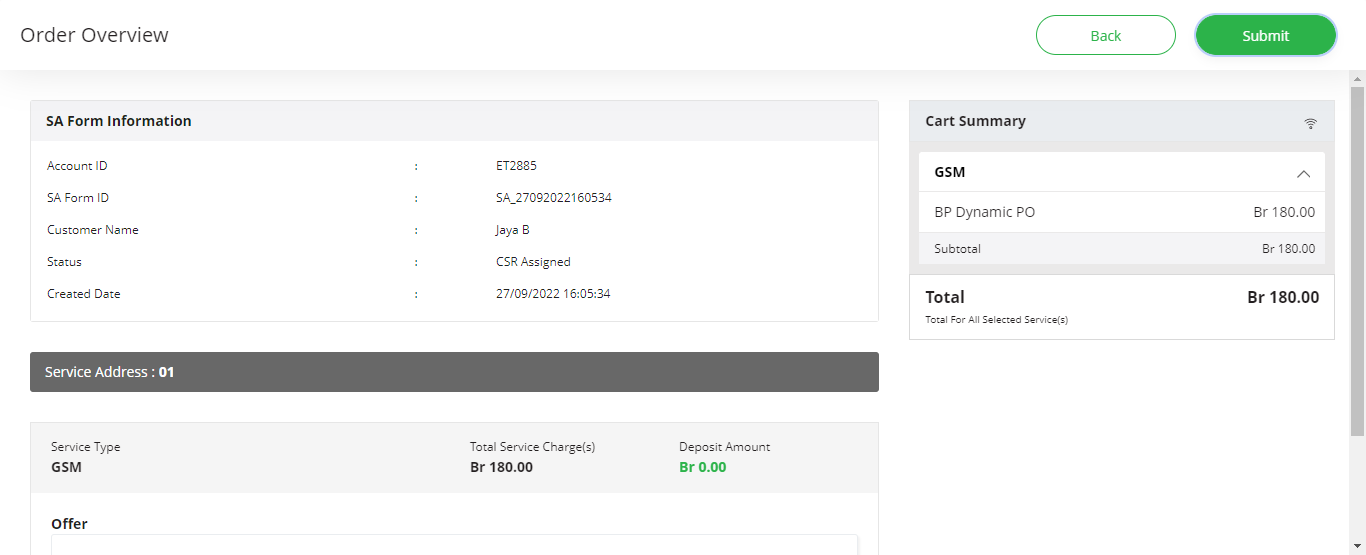 Order Overview
Back
Submit
SA Form Information
Account ID : ET2885
SA Form ID : SA_27092022160534
Customer Name : Jaya B
Status : CSR Assigned
Created Date : 27/09/2022 16:05:34
Service Address : 01
Service Type Total Service Charge(s) Deposit Amount
GSM Br 180.00 Br 0.00
Offer
Cart Summary
GSM
BP Dynamic PO Br 180.00
Subtotal Br 180.00
Total Br 180.00
Total For All Selected Service(s)